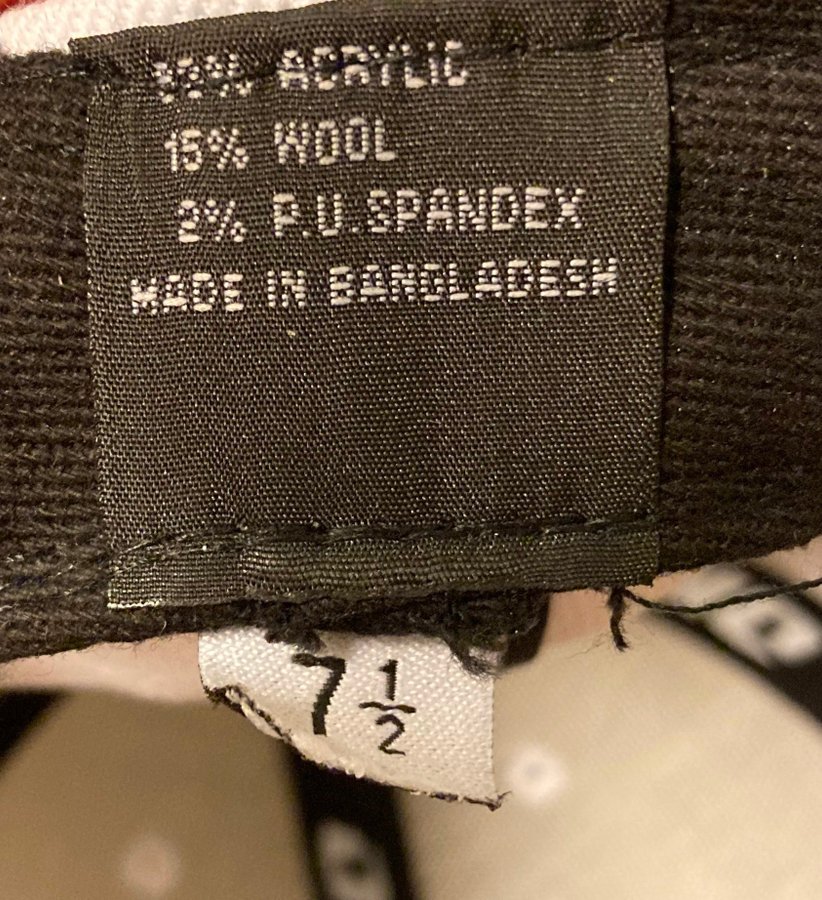 ACRYLIC
15% WOOL
2% P.U.SPANDEX
MADE IN BANGLADESH
7 1/2